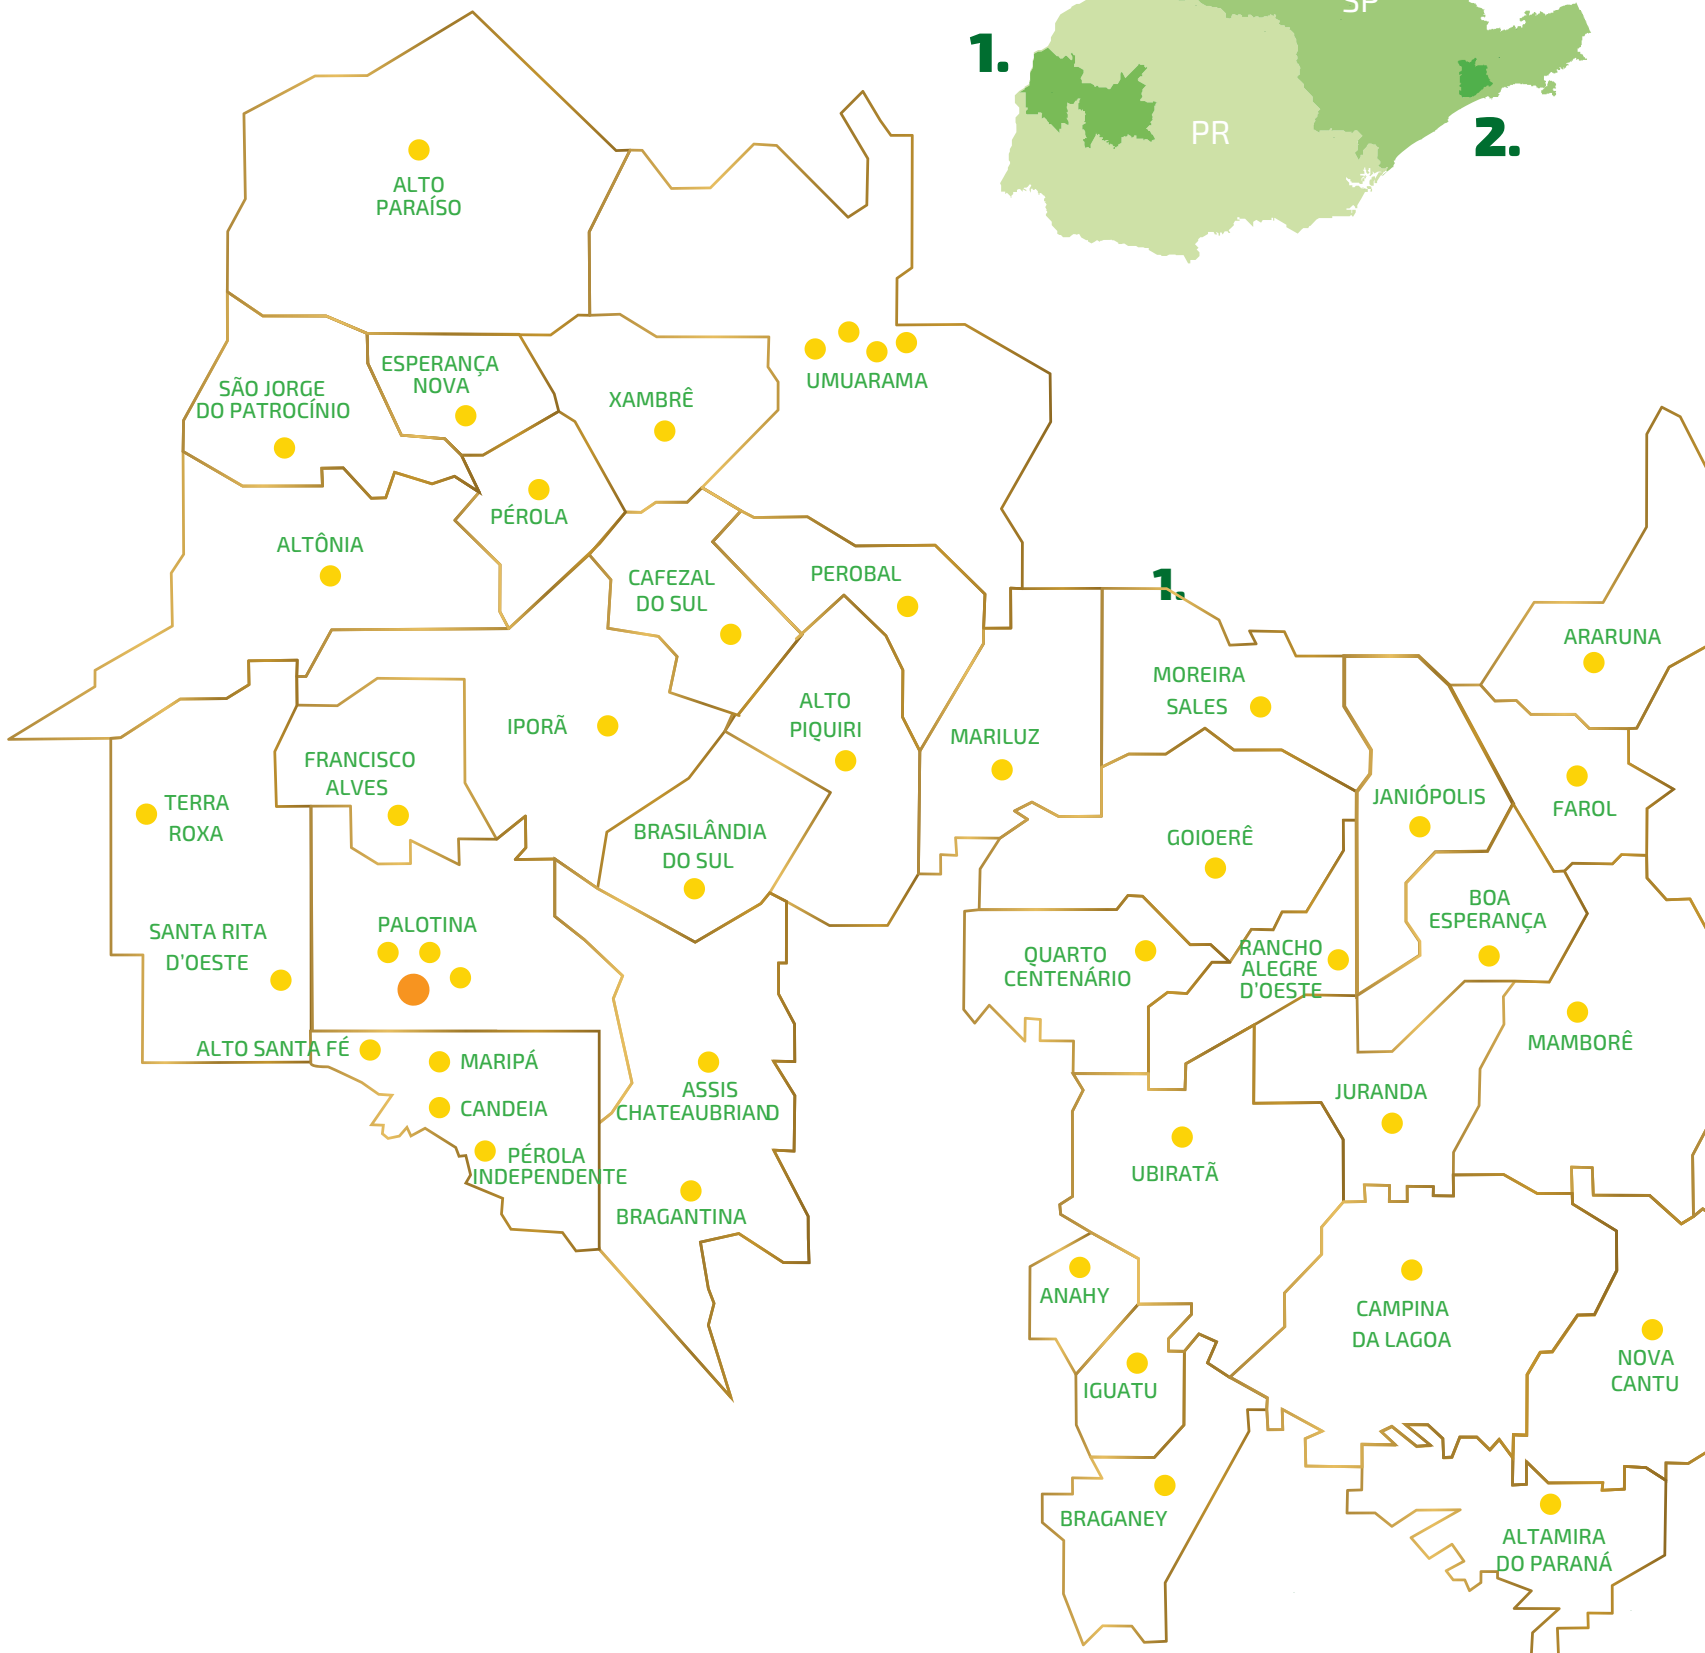 SP
1.
PR
2.
ALTO
PARAÍSO
ESPERANÇA
NOVA
SÃO JORGE
DO PATROCÍNIO
XAMBRÊ
UMUARAMA
PÉROLA
ALTÔNIA
CAFEZAL
DO SUL
PEROBAL
1.
ARARUNA
MOREIRA
SALES
ALTO
PIQUIRI
IPORÃ
MARILUZ
FRANCISCO
ALVES
TERRA
ROXA
JANIÓPOLIS
FAROL
BRASILÂNDIA
DO SUL
GOIOERÊ
BOA
ESPERANÇA
PALOTINA
SANTA RITA
D'OESTE
QUARTO
CENTENÁRIO
RANCHO
ALEGRE
D'OESTE
MAMBORÊ
ALTO SANTA FÉ
MARIPÁ
ASSIS
CHATEAUBRIAND
CANDEIA
JURANDA
PÉROLA
INDEPENDENTE
UBIRATÃ
BRAGANTINA
ANAHY
CAMPINA
DA LAGOA
NOVA
CANTU
IGUATU
BRAGANEY
ALTAMIRA
DO PARANÁ